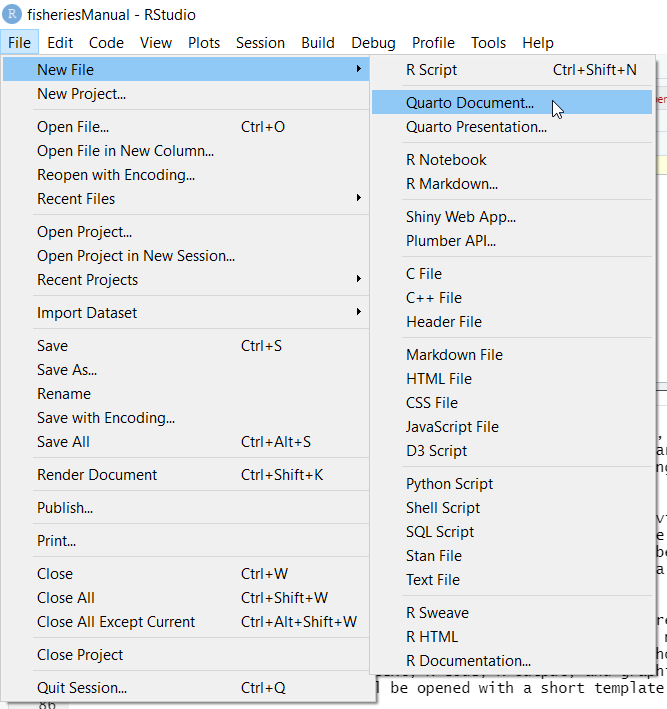 R fisheriesManual - RStudio
File Edit Code View Plots Session Build Debug Profile Tools Help
New File
New Project...
Open File... Ctrl+O
Open File in New Column...
Reopen with Encoding...
Recent Files
Open Project...
Open Project in New Session...
Recent Projects
Import Dataset
Save Ctrl+S
Save As...
Rename
Save with Encoding...
Save All Ctrl+Alt+S
Render Document Ctrl+Shift+K
Publish...
Print...
Close Ctrl+W
Close All Ctrl+Shift+W
Close All Except Current Ctrl+Alt+Shift+W
Close Project
Quit Session... Ctrl+Q
R Script Ctrl+Shift+N
Quarto Document...
Quarto Presentation...
R Notebook
R Markdown...
Shiny Web App...
Plumber API...
C File
C++ File
Header File
Markdown File
HTML File
CSS File
JavaScript File
D3 Script
Python Script
Shell Script
SQL Script
Stan File
Text File
R Sweave
R HTML
R Documentation...
be opened with a short template
86